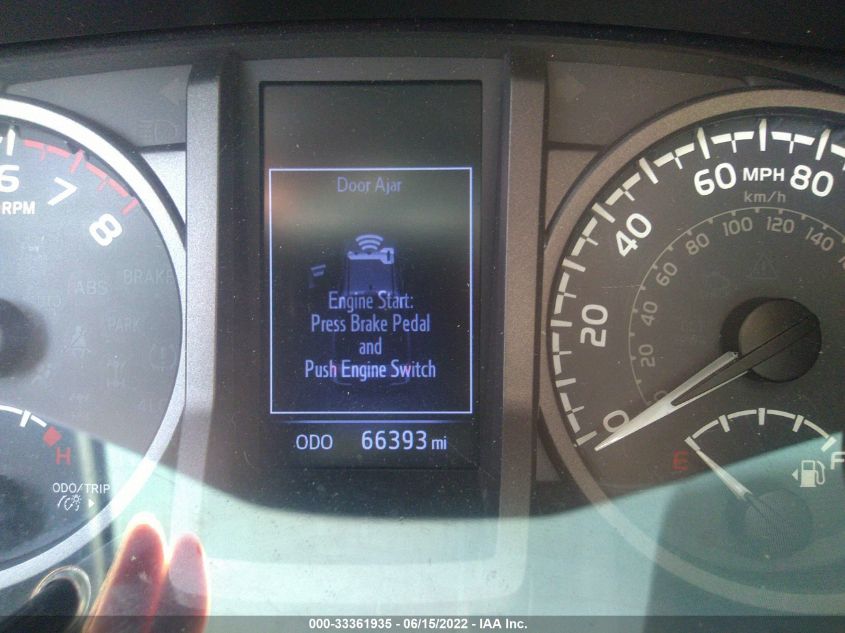 6
7
8
RPM
ABS
BRAKE
PARK
H
ODO/TRIP
Door Ajar
Engine Start:
Press Brake Pedal
and
Push Engine Switch
ODO 66393 mi
0
20
40
60
MPH
80
km/h
0
20
40
60
80
100
120
140
E
F
000-33361935 - 06/15/2022 - IAA Inc.